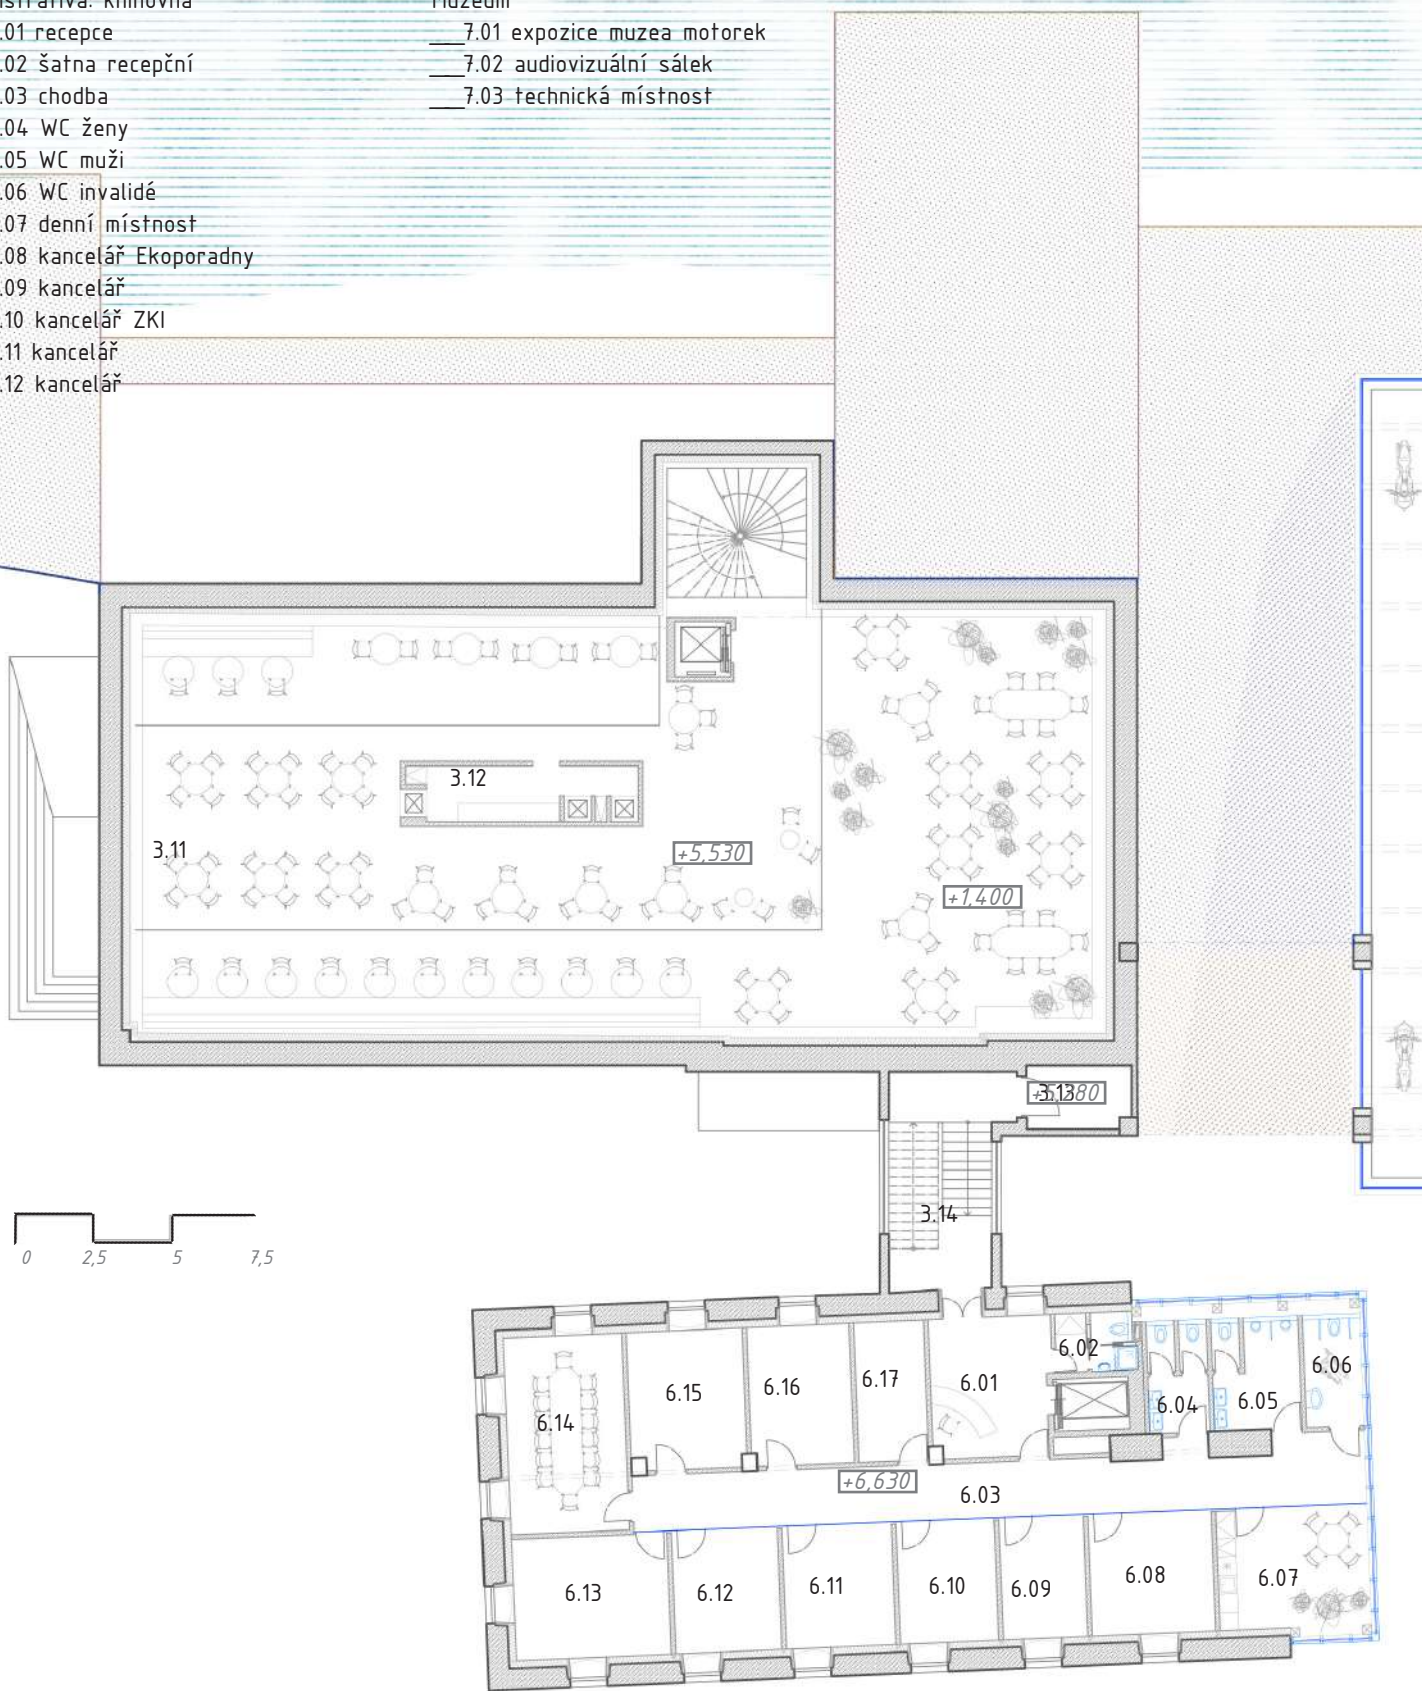 knihovna
.01 recepce
.02 šatna recepční
.03 chodba
.04 WC ženy
.05 WC muži
.06 WC invalidé
.07 denní místnost
.08 kancelář Ekoporadny
.09 kancelář
.10 kancelář ZKI
.11 kancelář
.12 kancelář
7.01 expozice muzea motorek
7.02 audiovizuální sálek
7.03 technická místnost
3.12
3.11
+5,530
+1,400
3.13
3.14
0 2,5 5 7,5
6.02
6.06
6.17
6.01
6.16
6.15
6.05
6.04
6.14
+6,630
6.03
6.13
6.12
6.11
6.10
6.09
6.08
6.07